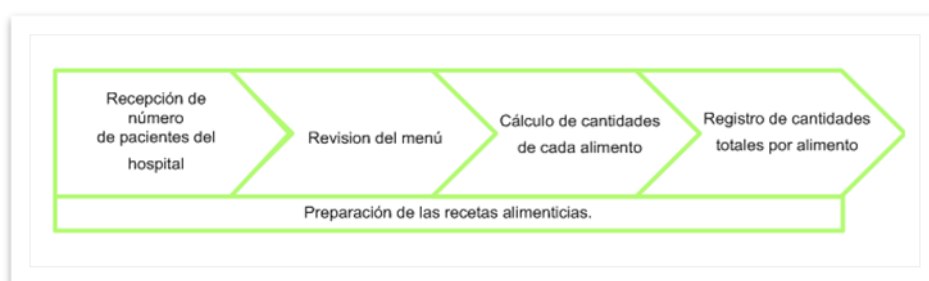 Recepción de
número
de pacientes del
hospital
Revision del menú
Cálculo de cantidades
de cada alimento
Registro de cantidades
totales por alimento
Preparación de las recetas alimenticias.